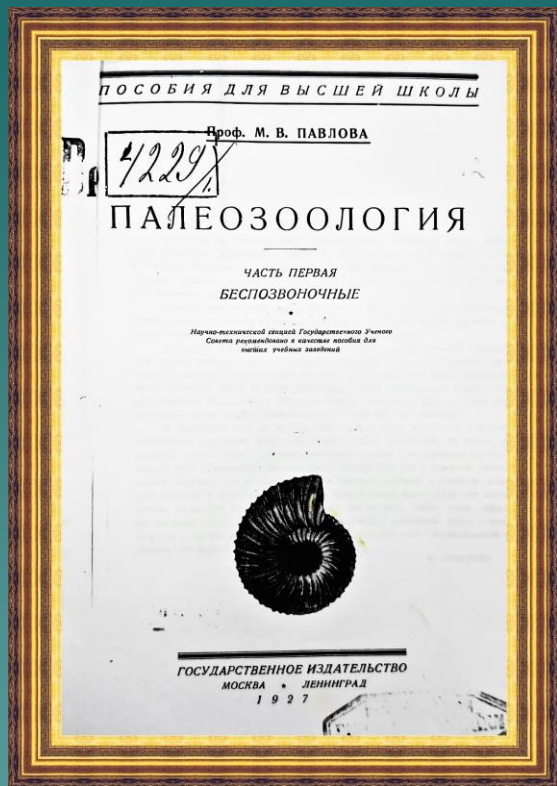 ПОСОБИЯ ДЛЯ ВЫСШЕЙ ШКОЛЫ
Проф. М. В. ПАВЛОВА
4229
ПАЛЕОЗООЛОГИЯ
ЧАСТЬ ПЕРВАЯ
БЕСПОЗВОНОЧНЫЕ
Научно-технической секцией Государственного Ученого
Совета рекомендовано в качестве пособия для
высших учебных заведений
ГОСУДАРСТВЕННОЕ ИЗДАТЕЛЬСТВО
МОСКВА ★ ЛЕНИНГРАД
1927